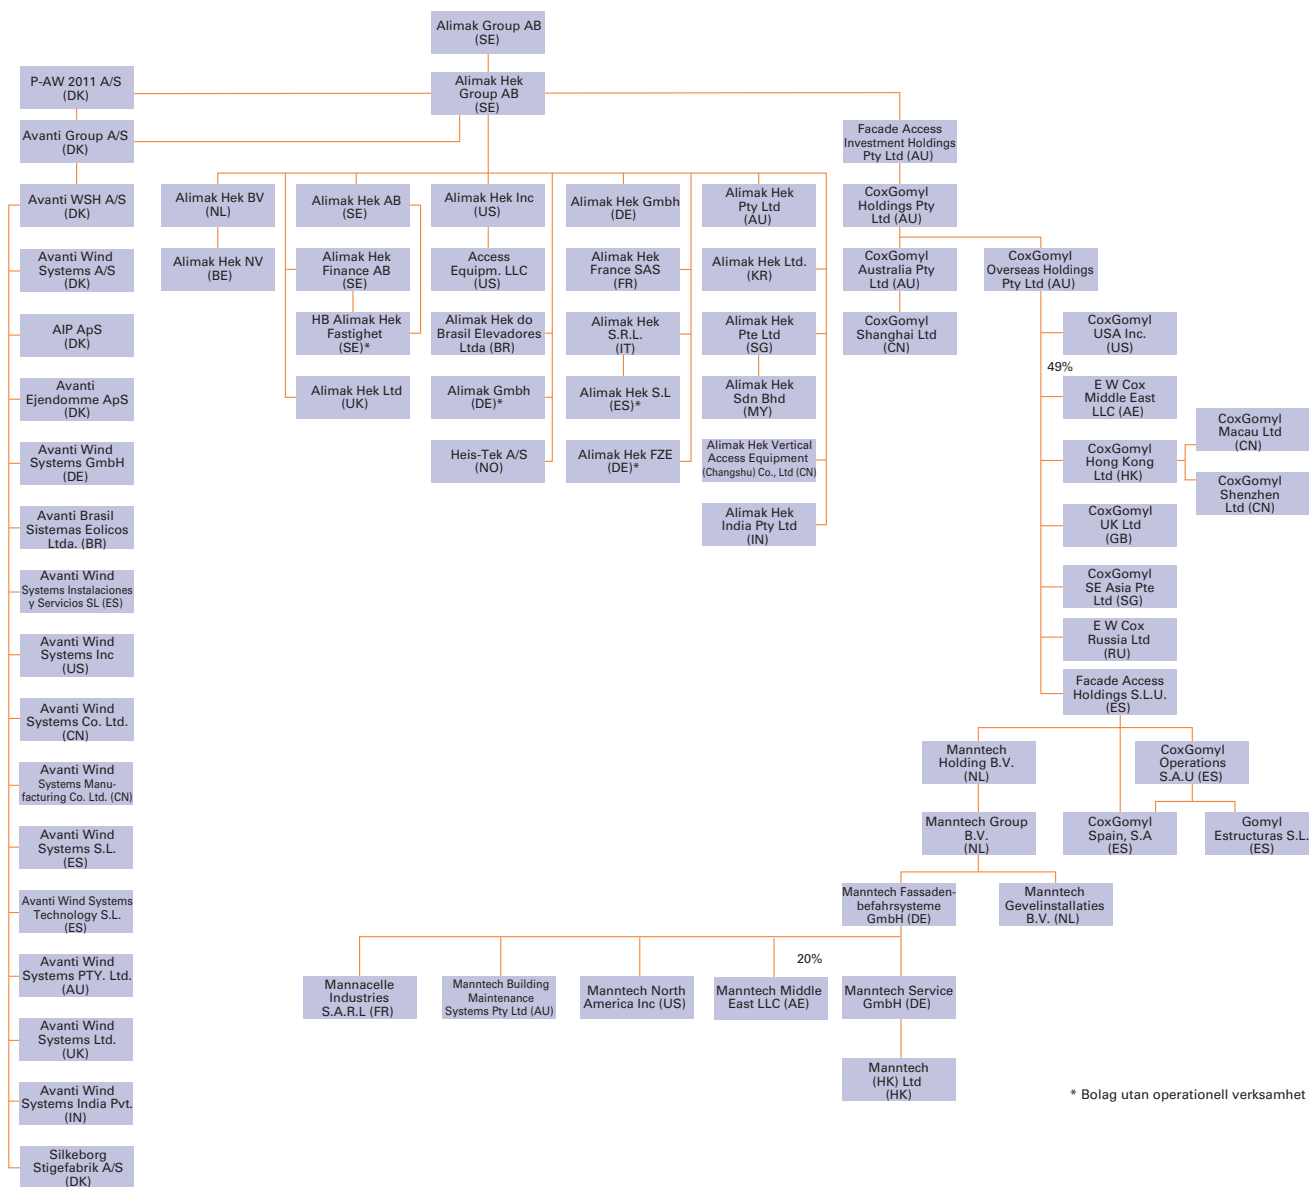 Alimak Group AB
(SE)
P-AW 2011 A/S
(DK)
Alimak Hek
Group AB
(SE)
Avanti Group A/S
(DK)
Facade Access
Investment Holdings
Pty Ltd (AU)
Avanti WSH A/S
(DK)
Alimak Hek BV
(NL)
Alimak Hek AB
(SE)
Alimak Hek Inc
(US)
Alimak Hek Gmbh
(DE)
Alimak Hek
Pty Ltd
(AU)
CoxGomyl
Holdings Pty
Ltd (AU)
Avanti Wind
Systems A/S
(DK)
Alimak Hek NV
(BE)
Alimak Hek
Finance AB
(SE)
Access
Equipm. LLC
(US)
Alimak Hek
France SAS
(FR)
Alimak Hek Ltd.
(KR)
CoxGomyl
Australia Pty
Ltd (AU)
CoxGomyl
Overseas Holdings
Pty Ltd (AU)
AIP ApS
(DK)
HB Alimak Hek
Fastighet
(SE)*
Alimak Hek do
Brasil Elevadores
Ltda (BR)
Alimak Hek
S.R.L.
(IT)
Alimak Hek
Pte Ltd
(SG)
CoxGomyl
Shanghai Ltd
(CN)
CoxGomyl
USA Inc.
(US)
49%
Avanti
Ejendomme ApS
(DK)
Alimak Hek Ltd
(UK)
Alimak Gmbh
(DE)*
Alimak Hek S.L
(ES)*
Alimak Hek
Sdn Bhd
(MY)
E W Cox
Middle East
LLC (AE)
CoxGomyl
Macau Ltd
(CN)
Avanti Wind
Systems GmbH
(DE)
Heis-Tek A/S
(NO)
Alimak Hek FZE
(DE)*
Alimak Hek Vertical
Access Equipment
(Changshu) Co., Ltd (CN)
CoxGomyl
Hong Kong
Ltd (HK)
CoxGomyl
Shenzhen
Ltd (CN)
Avanti Brasil
Sistemas Eolicos
Ltda. (BR)
Alimak Hek
India Pty Ltd
(IN)
CoxGomyl
UK Ltd
(GB)
Avanti Wind
Systems Instalaciones
y Servicios SL (ES)
CoxGomyl
SE Asia Pte
Ltd (SG)
Avanti Wind
Systems Inc
(US)
E W Cox
Russia Ltd
(RU)
Avanti Wind
Systems Co. Ltd.
(CN)
Facade Access
Holdings S.L.U.
(ES)
Avanti Wind
Systems Manu-
facturing Co. Ltd. (CN)
Manntech
Holding B.V.
(NL)
CoxGomyl
Operations
S.A.U (ES)
Avanti Wind
Systems S.L.
(ES)
Manntech Group
B.V.
(NL)
CoxGomyl
Spain, S.A
(ES)
Gomyl
Estructuras S.L.
(ES)
Avanti Wind Systems
Technology S.L.
(ES)
Manntech Fassaden-
befahrsysteme
GmbH (DE)
Manntech
Gevelinstallaties
B.V. (NL)
Avanti Wind
Systems PTY. Ltd.
(AU)
20%
Mannacelle
Industries
S.A.R.L (FR)
Manntech Building
Maintenance
Systems Pty Ltd (AU)
Manntech North
America Inc (US)
Manntech Middle
East LLC (AE)
Manntech Service
GmbH (DE)
Avanti Wind
Systems Ltd.
(UK)
Manntech
(HK) Ltd
(HK)
Avanti Wind
Systems India Pvt.
(IN)
* Bolag utan operationell verksamhet
Silkeborg
Stigefabrik A/S
(DK)